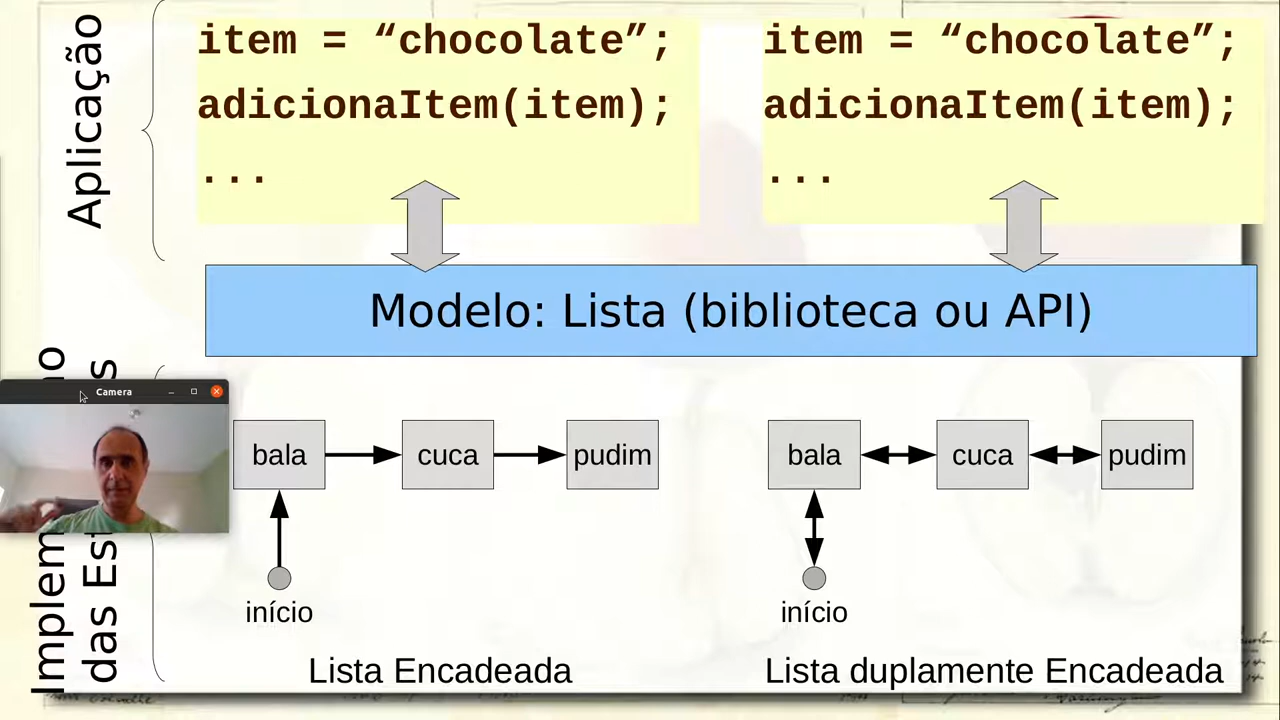 Aplicação
item = “chocolate”;
adicionaItem(item);
...
item = “chocolate”;
adicionaItem(item);
...
Modelo: Lista (biblioteca ou API)
das
Camera
bala
cuca
pudim
início
Lista Encadeada
bala
cuca
pudim
início
Lista duplamente Encadeada